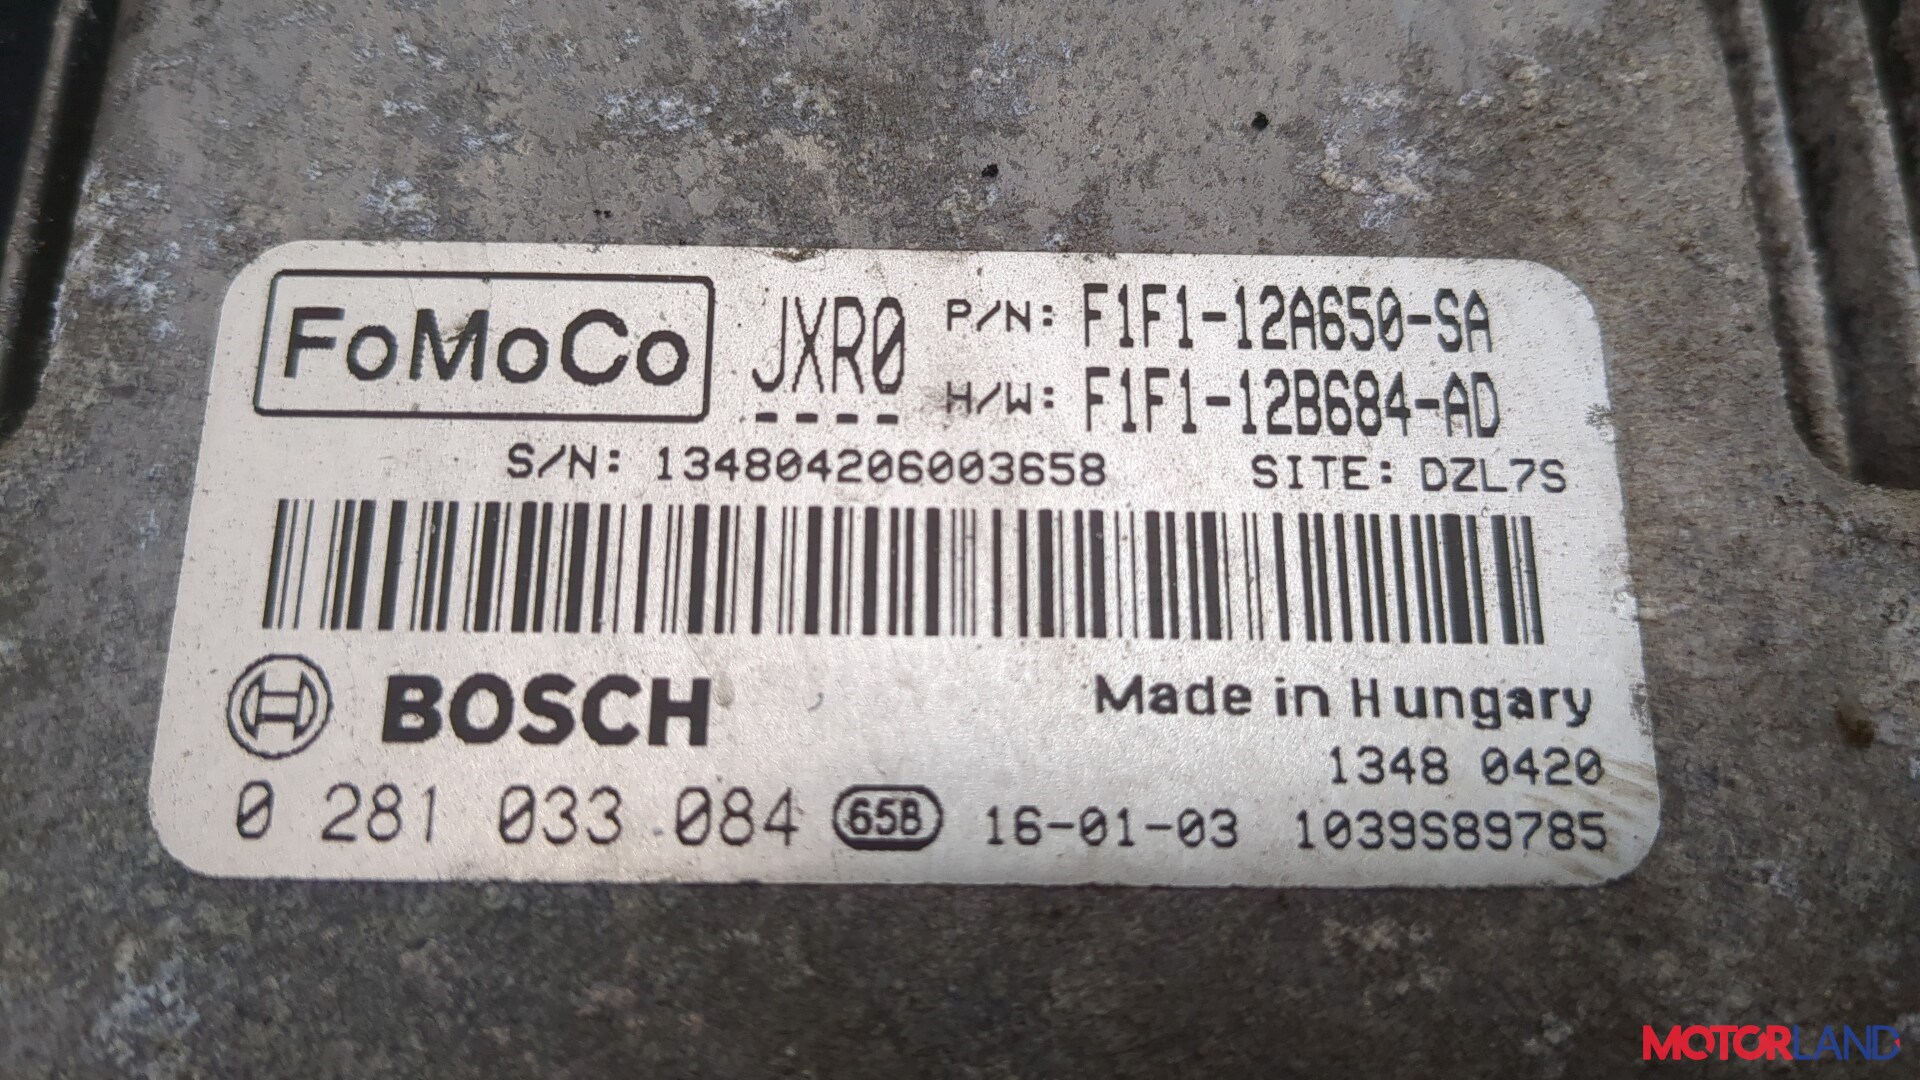 FoMoCo JXR0 P/N: F1F1-12A650-SA
---- H/W: F1F1-12B684-AD
S/N: 134804206003658 SITE: DZL7S
BOSCH Made in Hungary
1348 0420
0 281 033 084 65B 16-01-03 1039S89785
MOTORLAND